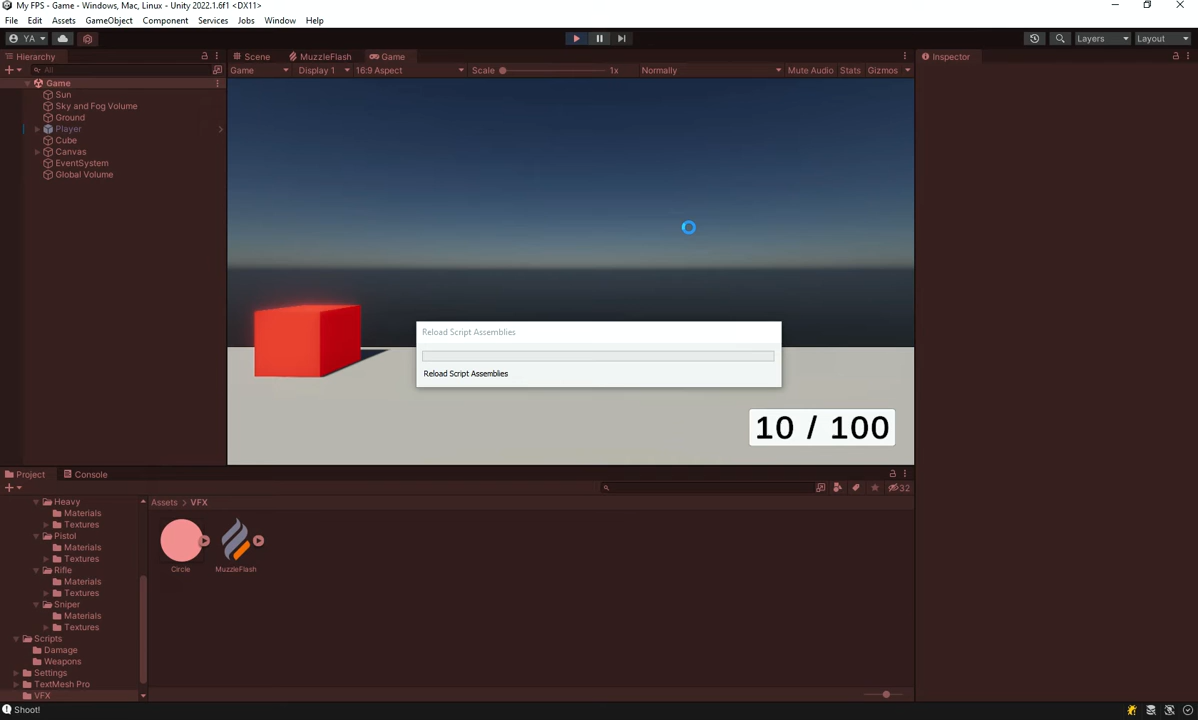 My FPS - Game - Windows, Mac, Linux - Unity 2022.1.6f1 <DX11>
File Edit Assets GameObject Component Services Jobs Window Help
YA Layers Layout
Hierarchy Scene MuzzleFlash Game Inspector
All Game Display 1 16:9 Aspect Scale 1x Normally Mute Audio Stats Gizmos
Game
Sun
Sky and Fog Volume
Ground
Player
Cube
Canvas
EventSystem
Global Volume
Reload Script Assemblies
Reload Script Assemblies
10 / 100
Project Console
32
Heavy
Materials
Textures
Pistol
Materials
Textures
Rifle
Materials
Textures
Sniper
Materials
Textures
Scripts
Damage
Weapons
Settings
TextMesh Pro
VFX
Assets > VFX
Circle MuzzleFlash
Shoot!